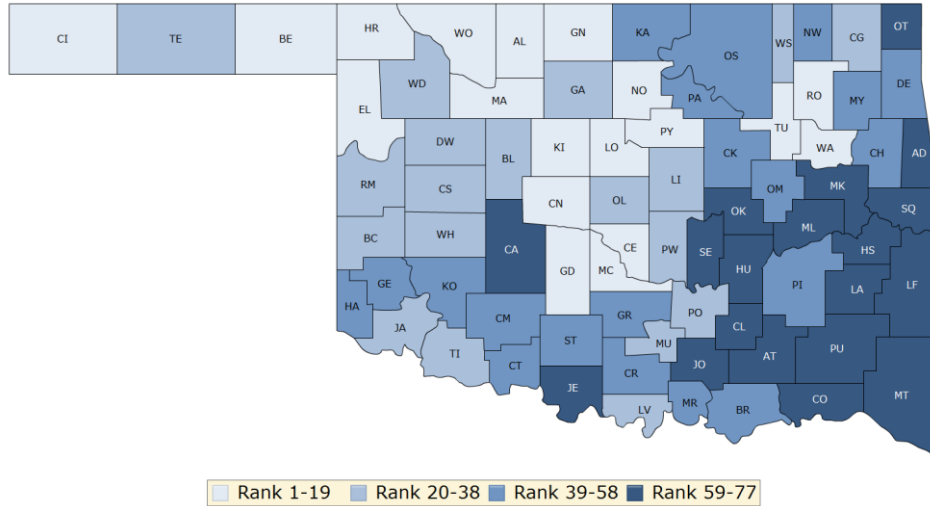 CI TE BE HR WO AL GN KA OS WS NW CG OT
EL WD MA GA NO PA RO MY DE
DW BL KI LO PY TU WA CK CH AD
RM CS CN OL LI OM MK SQ
BC WH CA GD MC CE PW SE OK ML HS
HA GE KO HU PI LA LF
JA TI CM ST GR PO CL
CT MU JO AT PU
JE CR LV MR BR CO MT
Rank 1-19 Rank 20-38 Rank 39-58 Rank 59-77